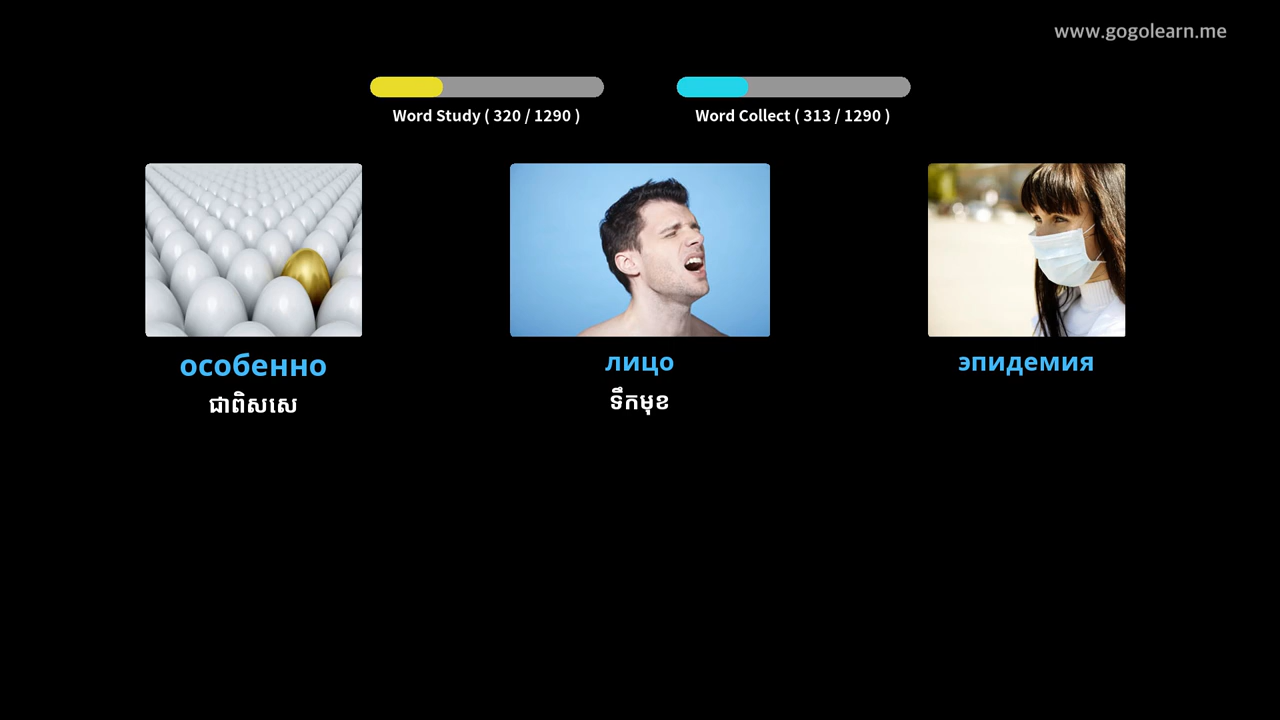 www.gogolearn.me
Word Study ( 320 / 1290 )
Word Collect ( 313 / 1290 )
особенно
ជាពិសសេ
лицо
ទឹកមុខ
эпидемия